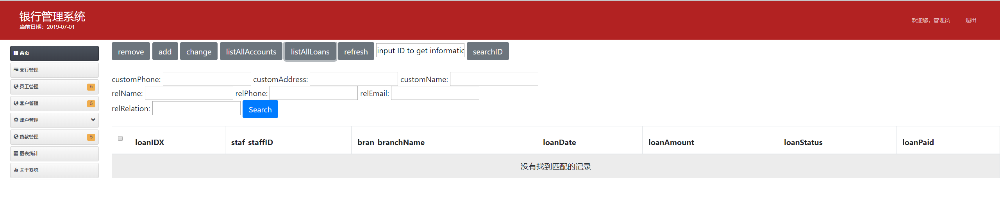 银行管理系统
当前日期：2019-07-01
欢迎您，管理员 退出
首页
支行管理
员工管理 5
客户管理 5
账户管理
贷款管理 5
图表统计
关于系统
remove add change listAllAccounts listAllLoans refresh input ID to get informatic searchID
customPhone: customAddress: customName:
relName: relPhone: relEmail:
relRelation: Search
loanIDX staf_staffID bran_branchName loanDate loanAmount loanStatus loanPaid
没有找到匹配的记录